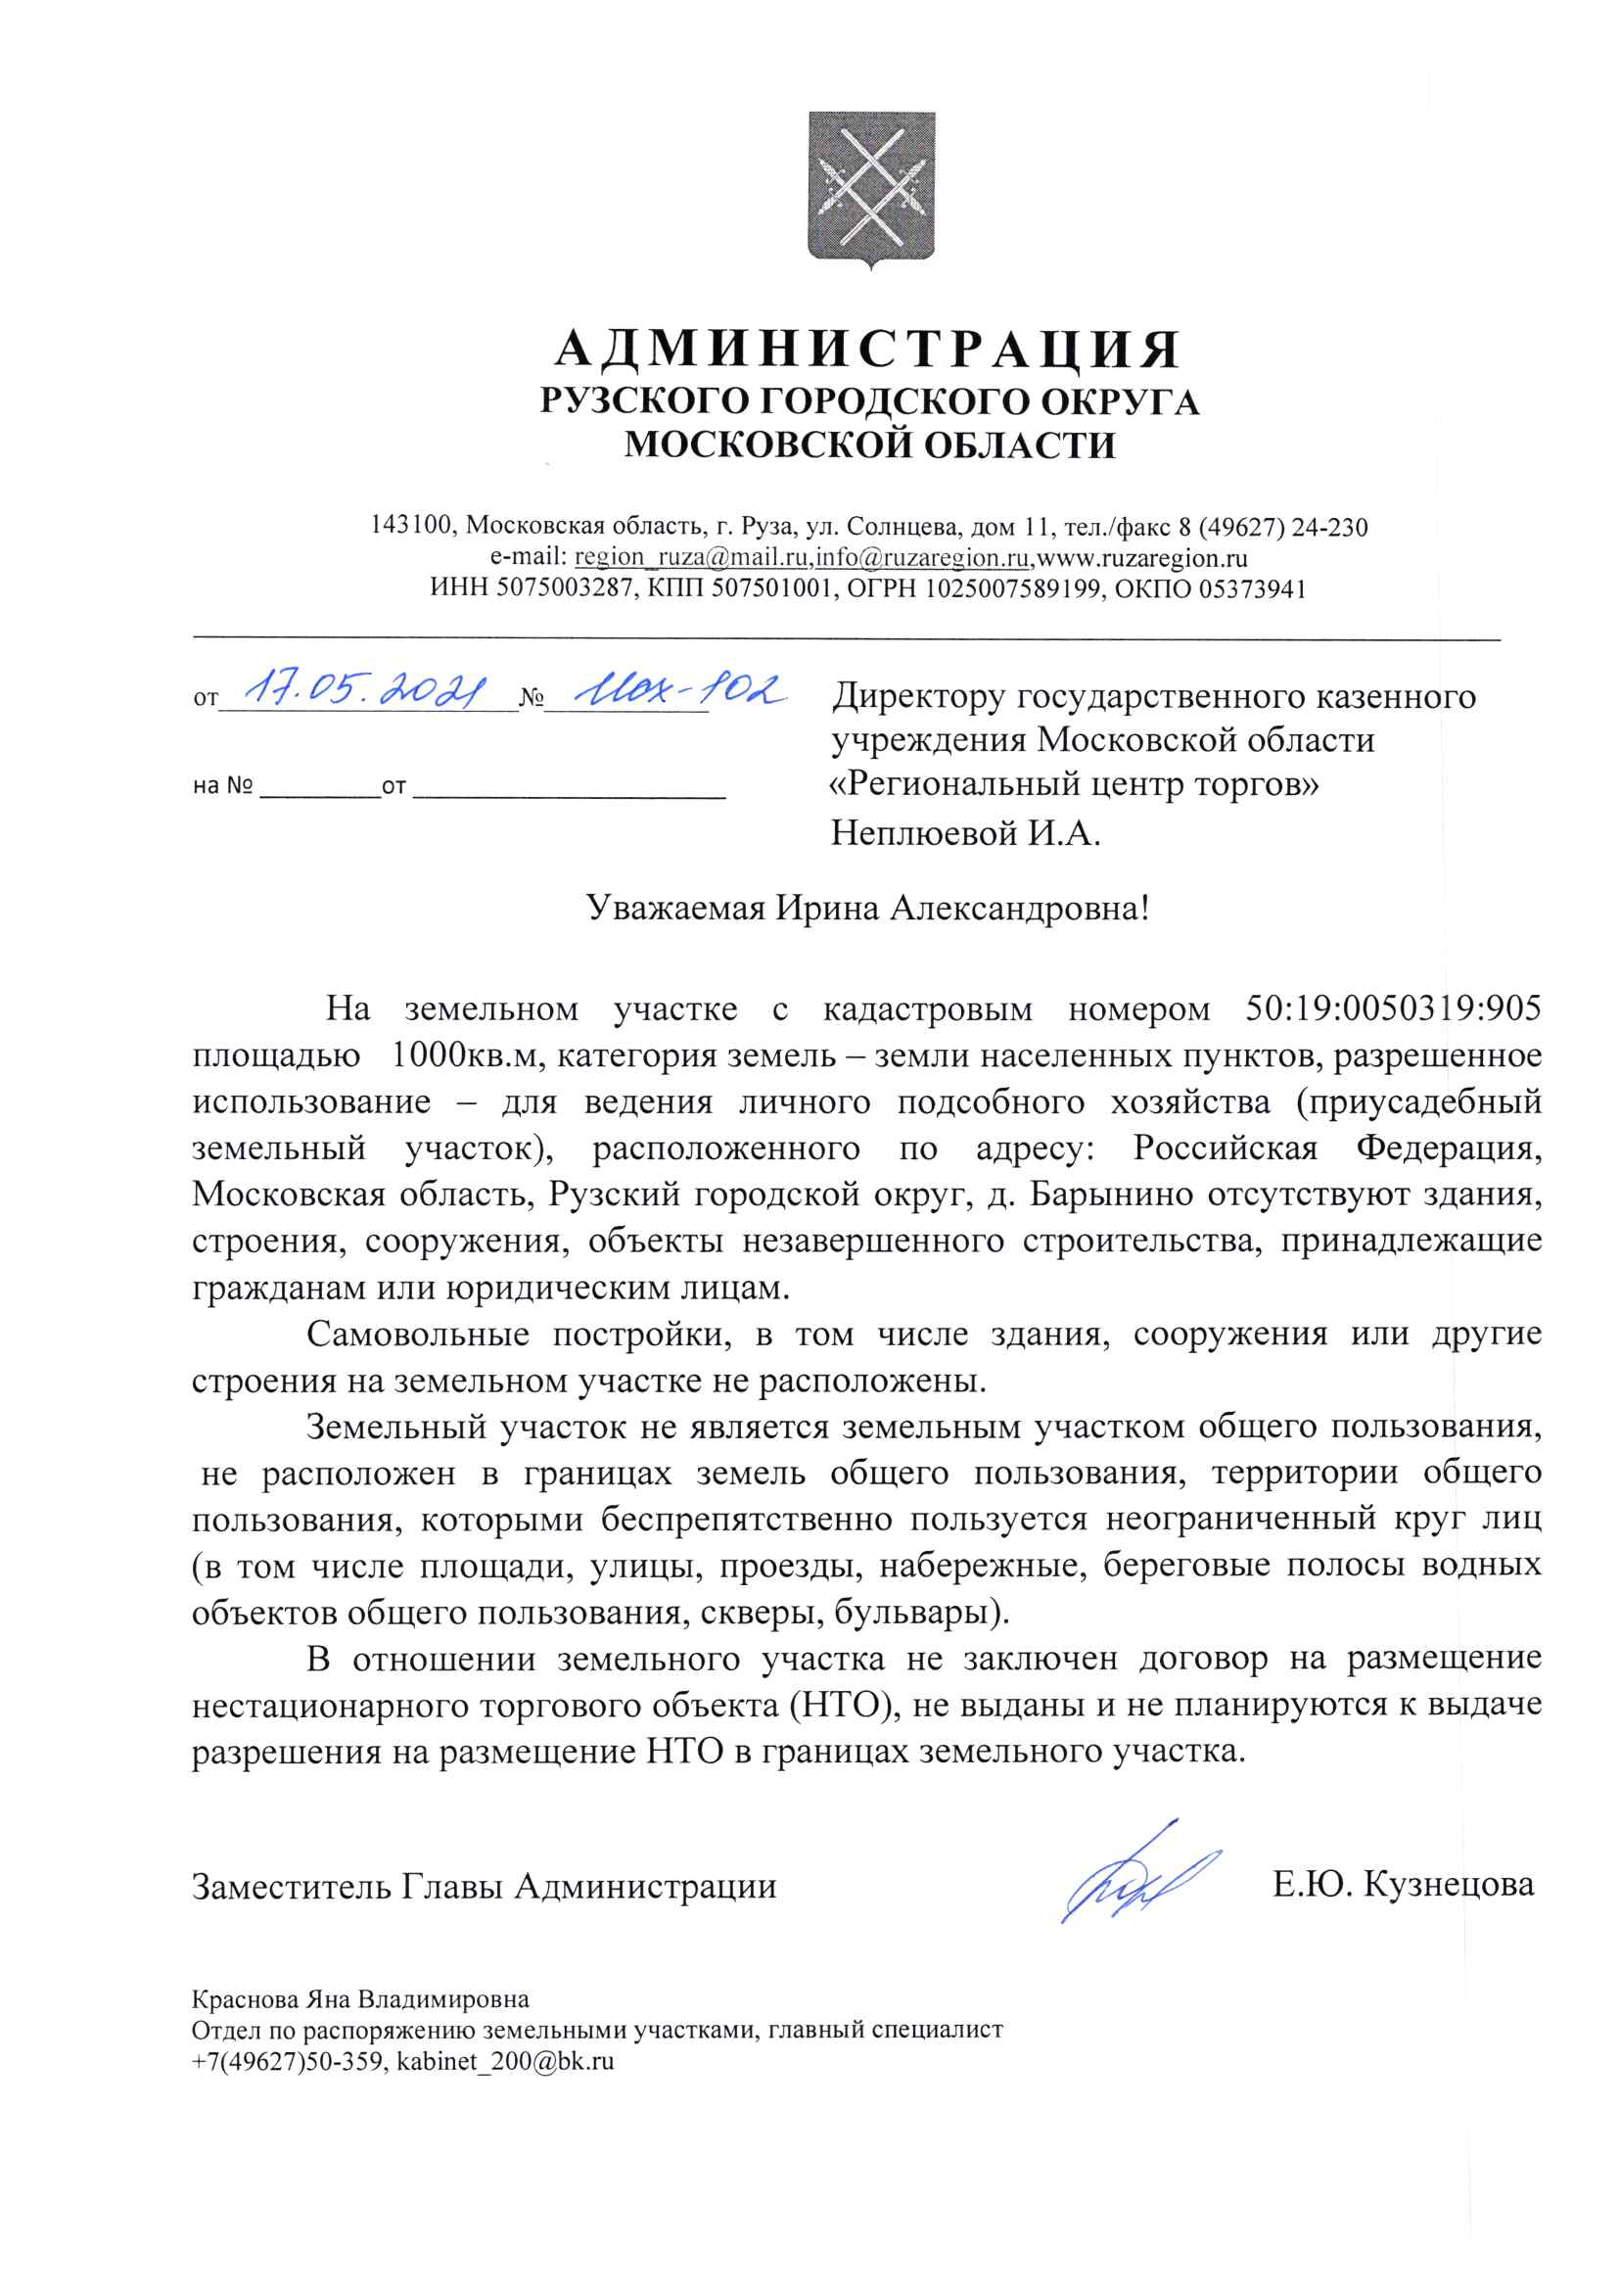 АДМИНИСТРАЦИЯ
РУЗСКОГО ГОРОДСКОГО ОКРУГА
МОСКОВСКОЙ ОБЛАСТИ
143100, Московская область, г. Руза, ул. Солнцева, дом 11, тел./факс 8 (49627) 24-230
e-mail: region_ruza@mail.ru,info@ruzaregion.ru,www.ruzaregion.ru
ИНН 5075003287, КПП 507501001, ОГРН 1025007589199, ОКПО 05373941
от 17.05.2021 № Исх-102
на № _________от _______________________
Директору государственного казенного
учреждения Московской области
«Региональный центр торгов»
Неплюевой И.А.
Уважаемая Ирина Александровна!
На земельном участке с кадастровым номером 50:19:0050319:905
площадью 1000кв.м, категория земель – земли населенных пунктов, разрешенное
использование – для ведения личного подсобного хозяйства (приусадебный
земельный участок), расположенного по адресу: Российская Федерация,
Московская область, Рузский городской округ, д. Барынино отсутствуют здания,
строения, сооружения, объекты незавершенного строительства, принадлежащие
гражданам или юридическим лицам.
Самовольные постройки, в том числе здания, сооружения или другие
строения на земельном участке не расположены.
Земельный участок не является земельным участком общего пользования,
не расположен в границах земель общего пользования, территории общего
пользования, которыми беспрепятственно пользуется неограниченный круг лиц
(в том числе площади, улицы, проезды, набережные, береговые полосы водных
объектов общего пользования, скверы, бульвары).
В отношении земельного участка не заключен договор на размещение
нестационарного торгового объекта (НТО), не выданы и не планируются к выдаче
разрешения на размещение НТО в границах земельного участка.
Заместитель Главы Администрации Е.Ю. Кузнецова
Краснова Яна Владимировна
Отдел по распоряжению земельными участками, главный специалист
+7(49627)50-359, kabinet_200@bk.ru